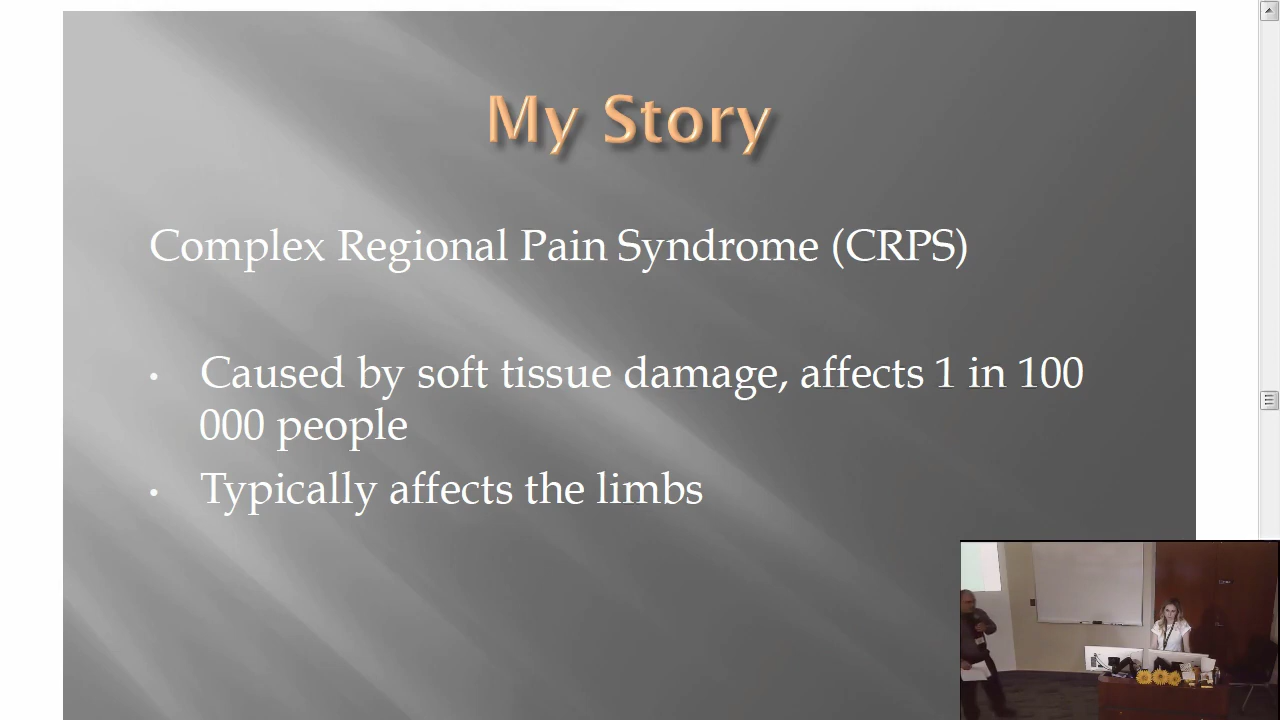 My Story
Complex Regional Pain Syndrome (CRPS)
• Caused by soft tissue damage, affects 1 in 100
000 people
• Typically affects the limbs